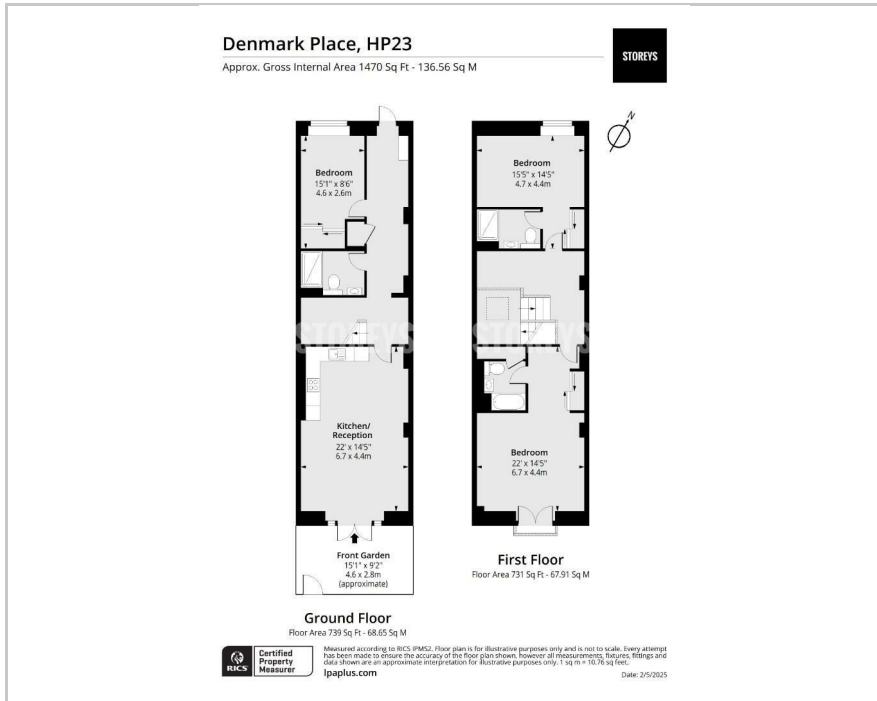 Denmark Place, HP23
Approx. Gross Internal Area 1470 Sq Ft - 136.56 Sq M
STOREYS
N
Bedroom
15'1" x 8'6"
4.6 x 2.6m
Bedroom
15'5" x 14'5"
4.7 x 4.4m
STOREYS
STOREYS
Kitchen/
Reception
22' x 14'5"
6.7 x 4.4m
Bedroom
22' x 14'5"
6.7 x 4.4m
Front Garden
15'1" x 9'2"
4.6 x 2.8m
(approximate)
First Floor
Floor Area 731 Sq Ft - 67.91 Sq M
Ground Floor
Floor Area 739 Sq Ft - 68.65 Sq M
RICS
Certified
Property
Measurer
Measured according to RICS IPMS2. Floor plan is for illustrative purposes only and is not to scale. Every attempt
has been made to ensure the accuracy of the floor plan shown, however all measurements, fixtures, fittings and
data shown are an approximate interpretation for illustrative purposes only. 1 sq m = 10.76 sq feet.
lpaplus.com
Date: 2/5/2025